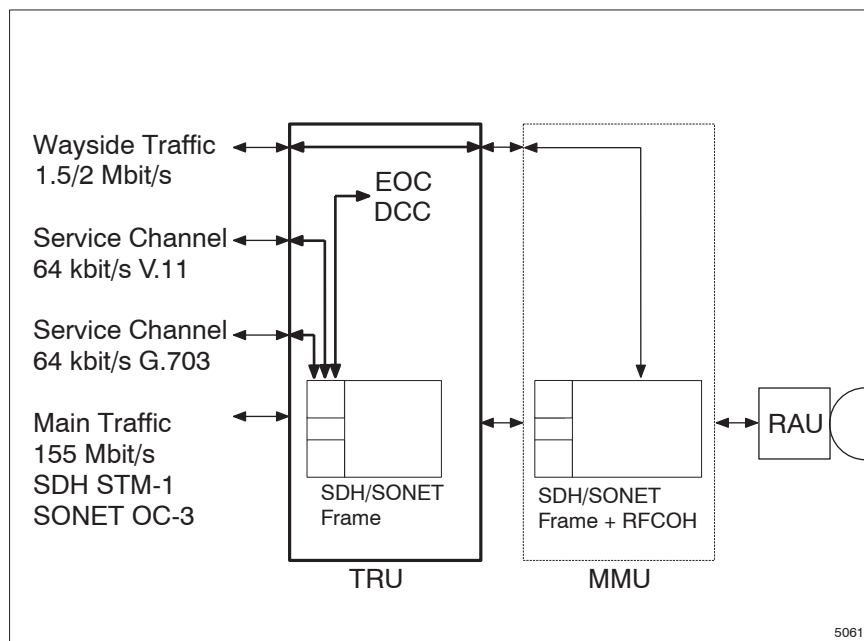 Wayside Traffic
1.5/2 Mbit/s
EOC
DCC
Service Channel
64 kbit/s V.11
Service Channel
64 kbit/s G.703
Main Traffic
155 Mbit/s
SDH STM-1
SONET OC-3
SDH/SONET
Frame
SDH/SONET
Frame + RFCOH
RAU
TRU
MMU
5061